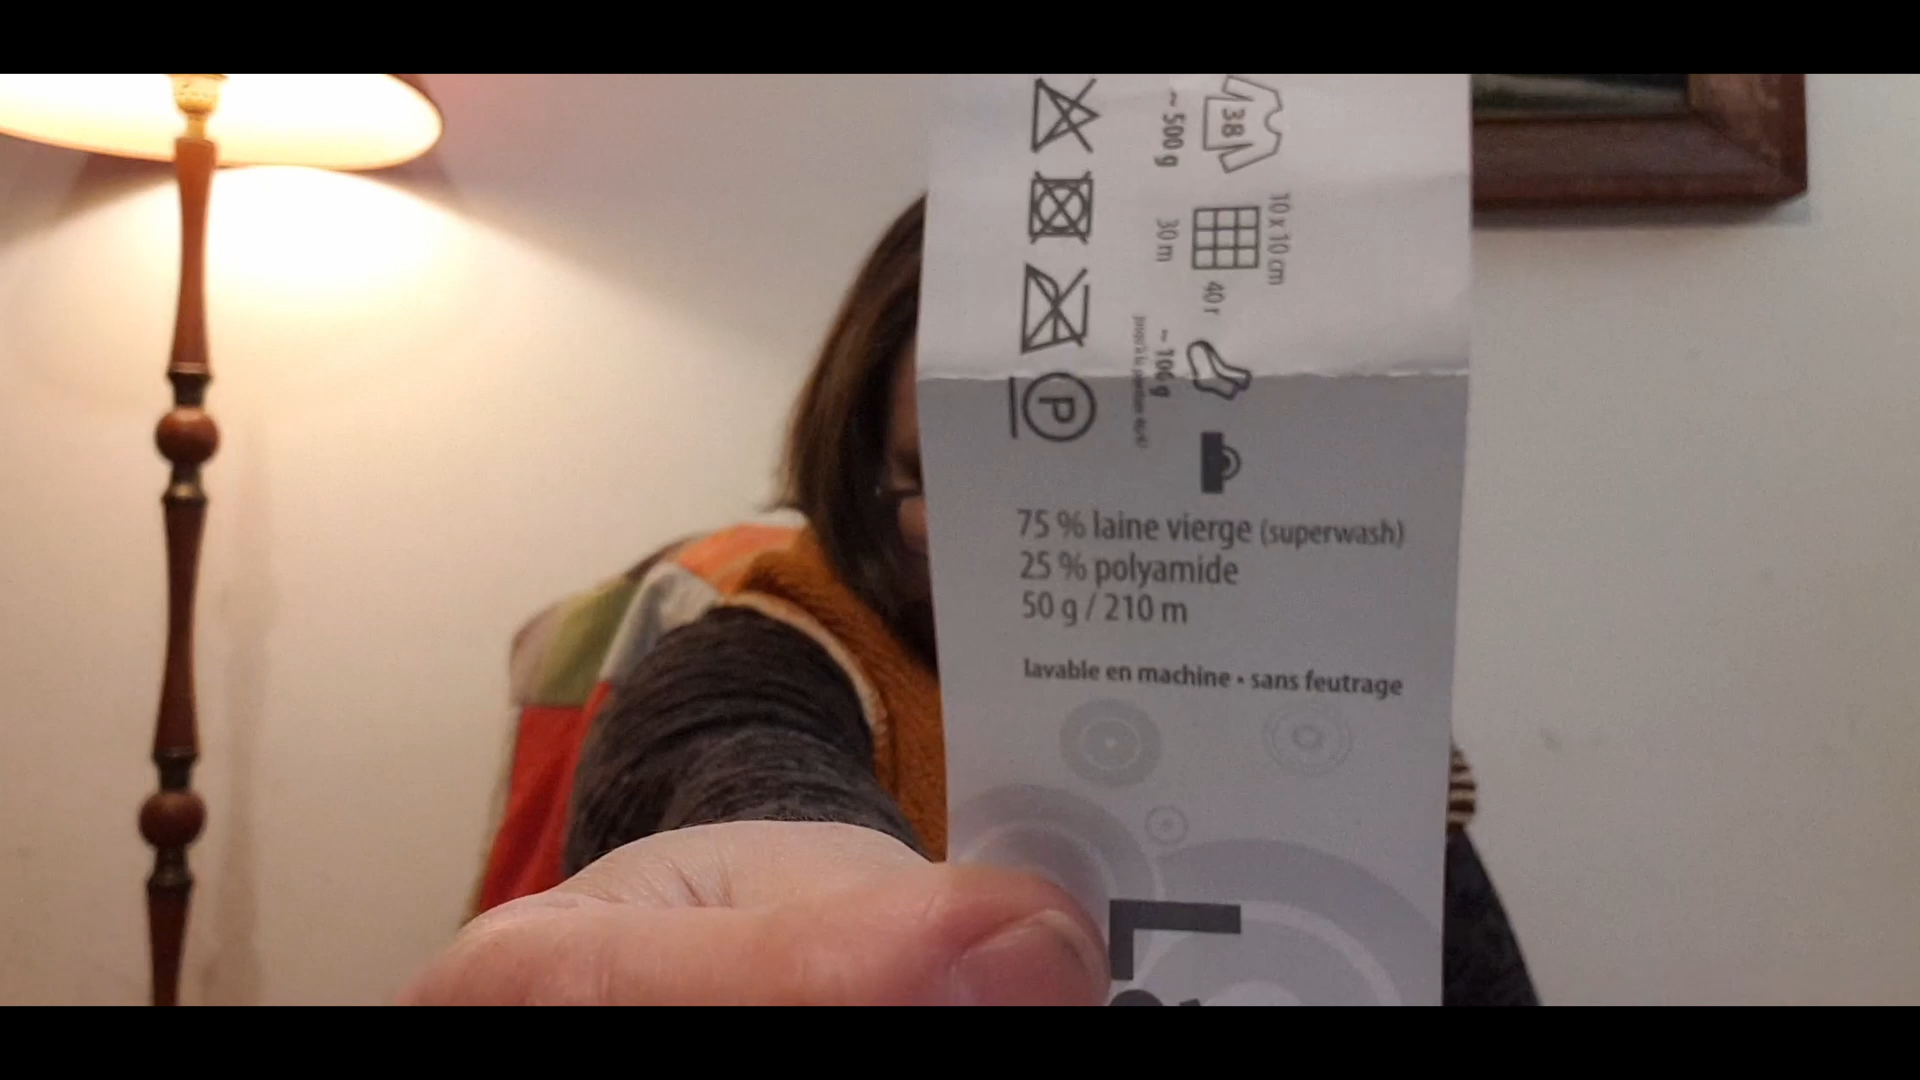 38
~ 500 g
10 x 10 cm
30 m
40 r
~ 100 g
P
75 % laine vierge (superwash)
25 % polyamide
50 g / 210 m
lavable en machine • sans feutrage